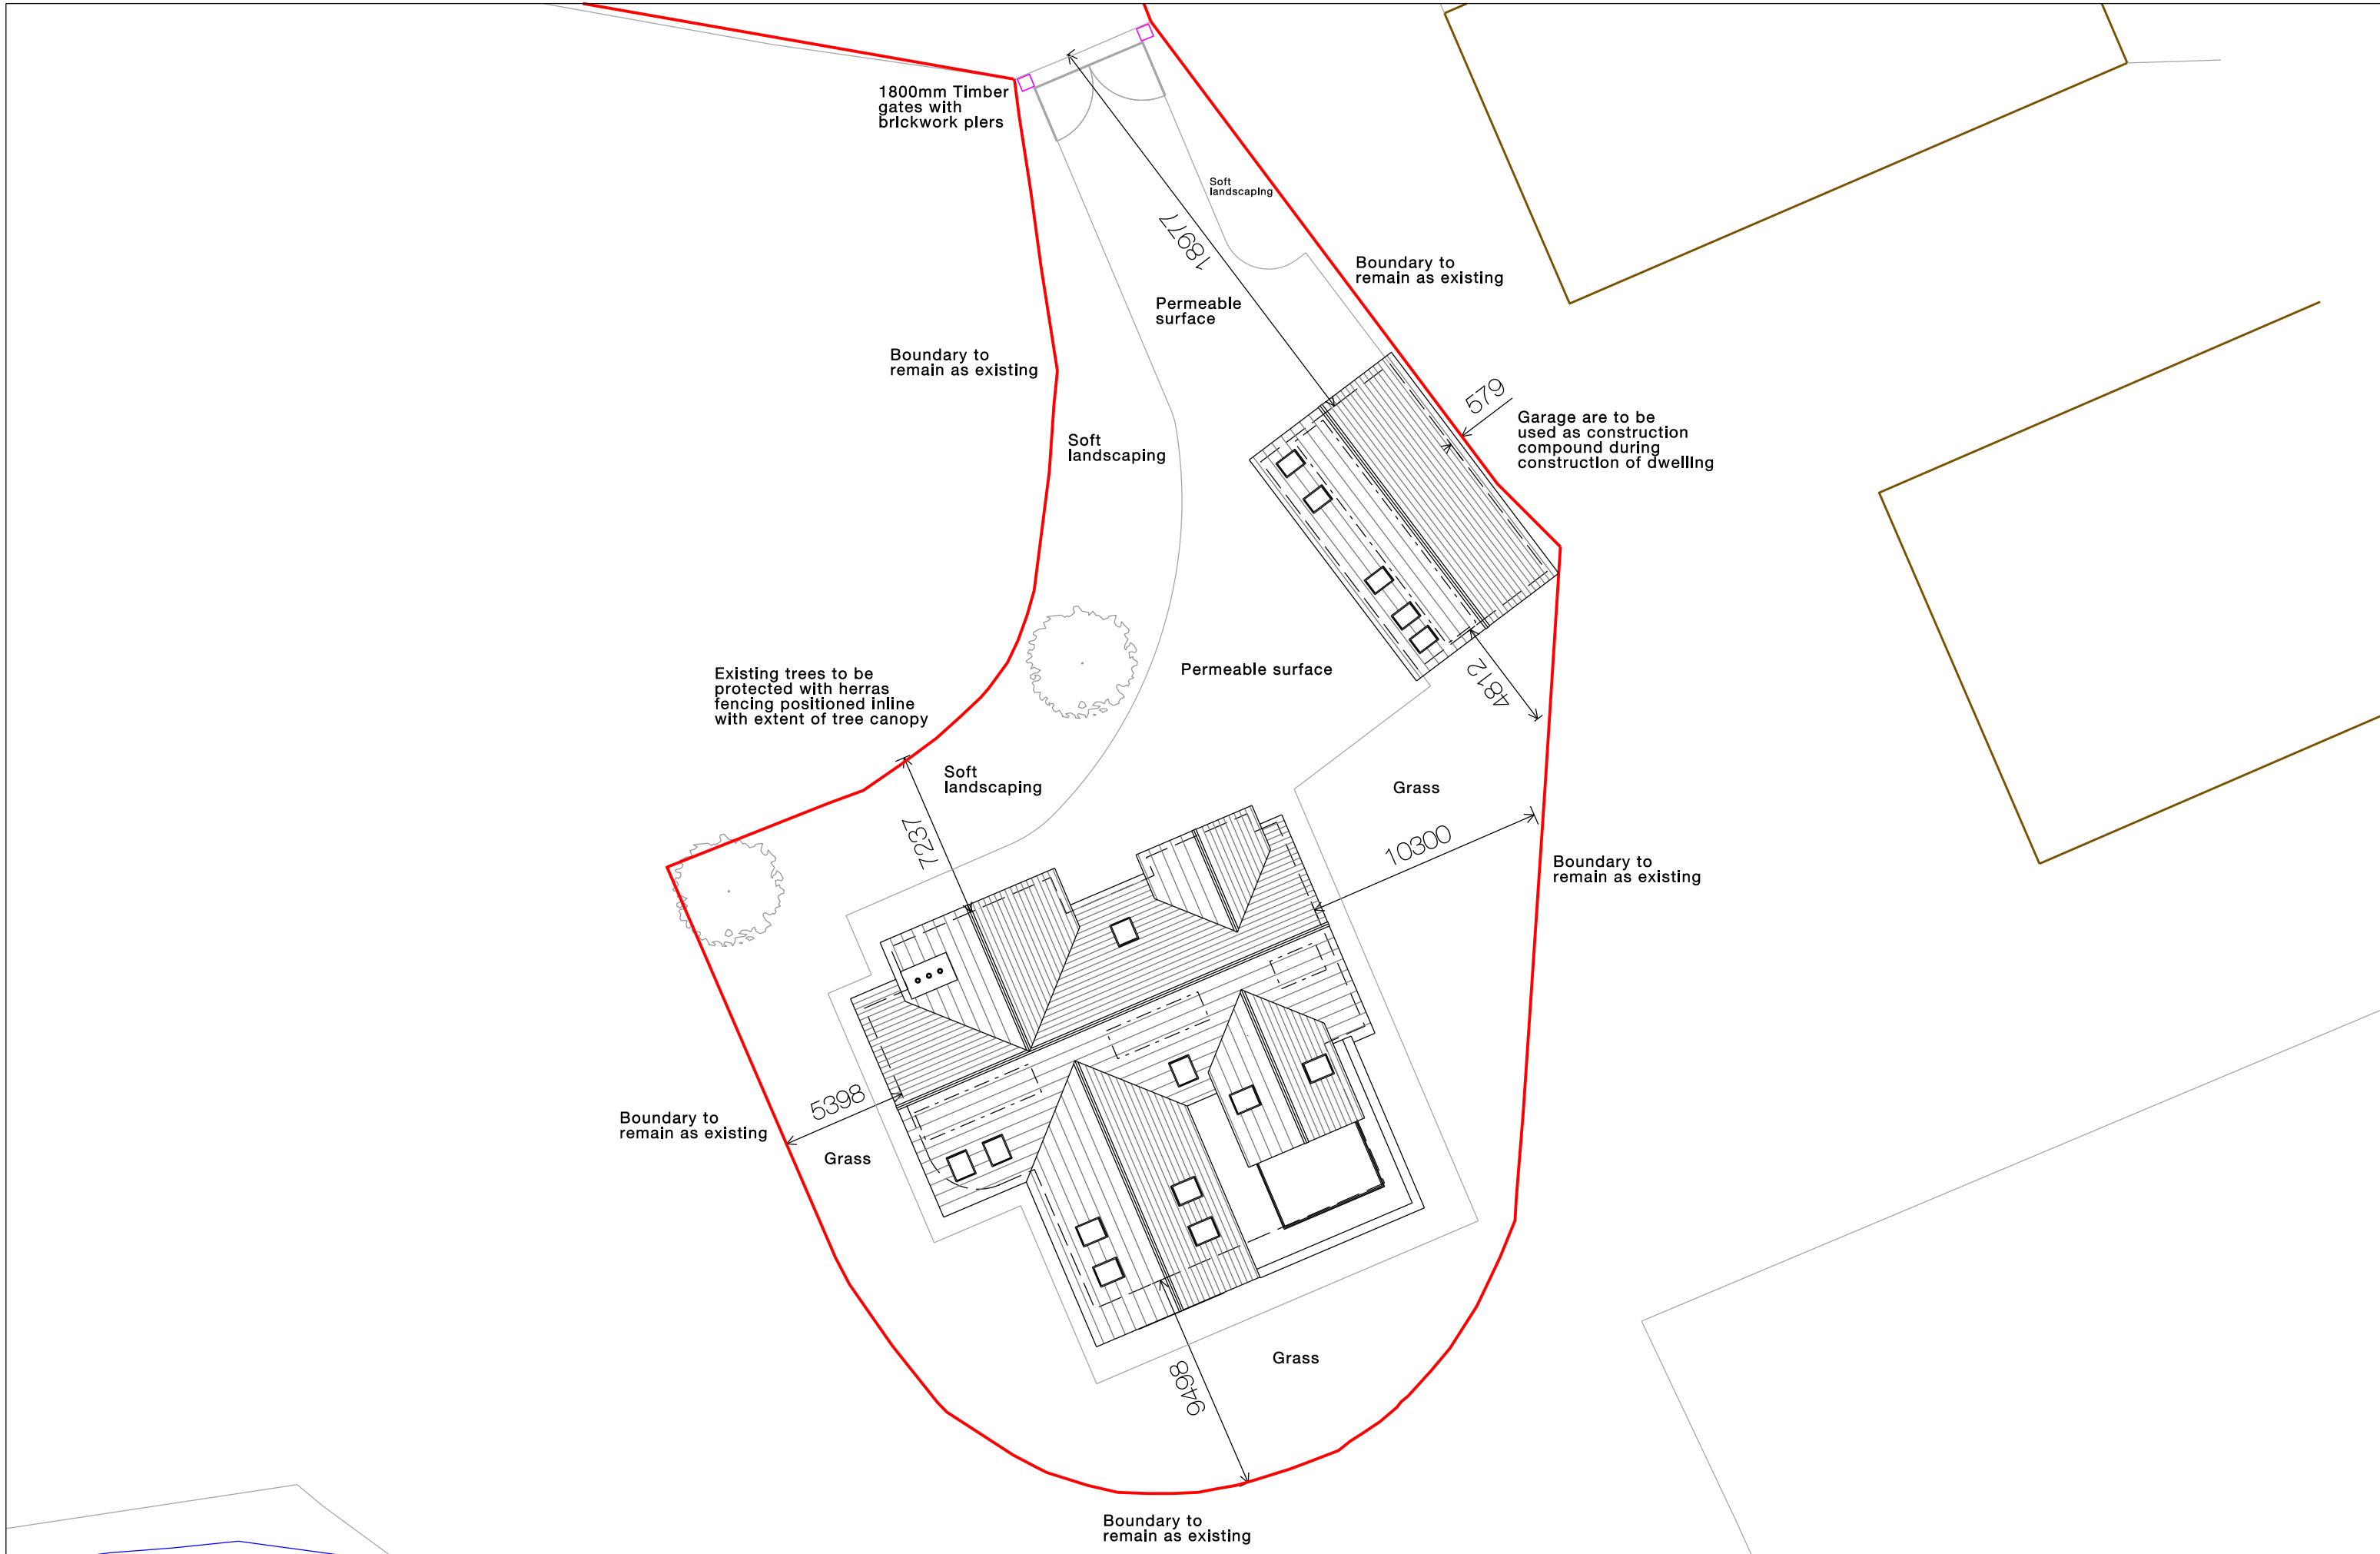 1800mm Timber
gates with
brickwork piers
Soft
landscaping
18977
Boundary to
remain as existing
Permeable
surface
Boundary to
remain as existing
579
Garage are to be
used as construction
compound during
construction of dwelling
Soft
landscaping
Existing trees to be
protected with herras
fencing positioned inline
with extent of tree canopy
Permeable surface
4812
Soft
landscaping
Grass
7237
10300
Boundary to
remain as existing
5398
Boundary to
remain as existing
Grass
Grass
9498
Boundary to
remain as existing